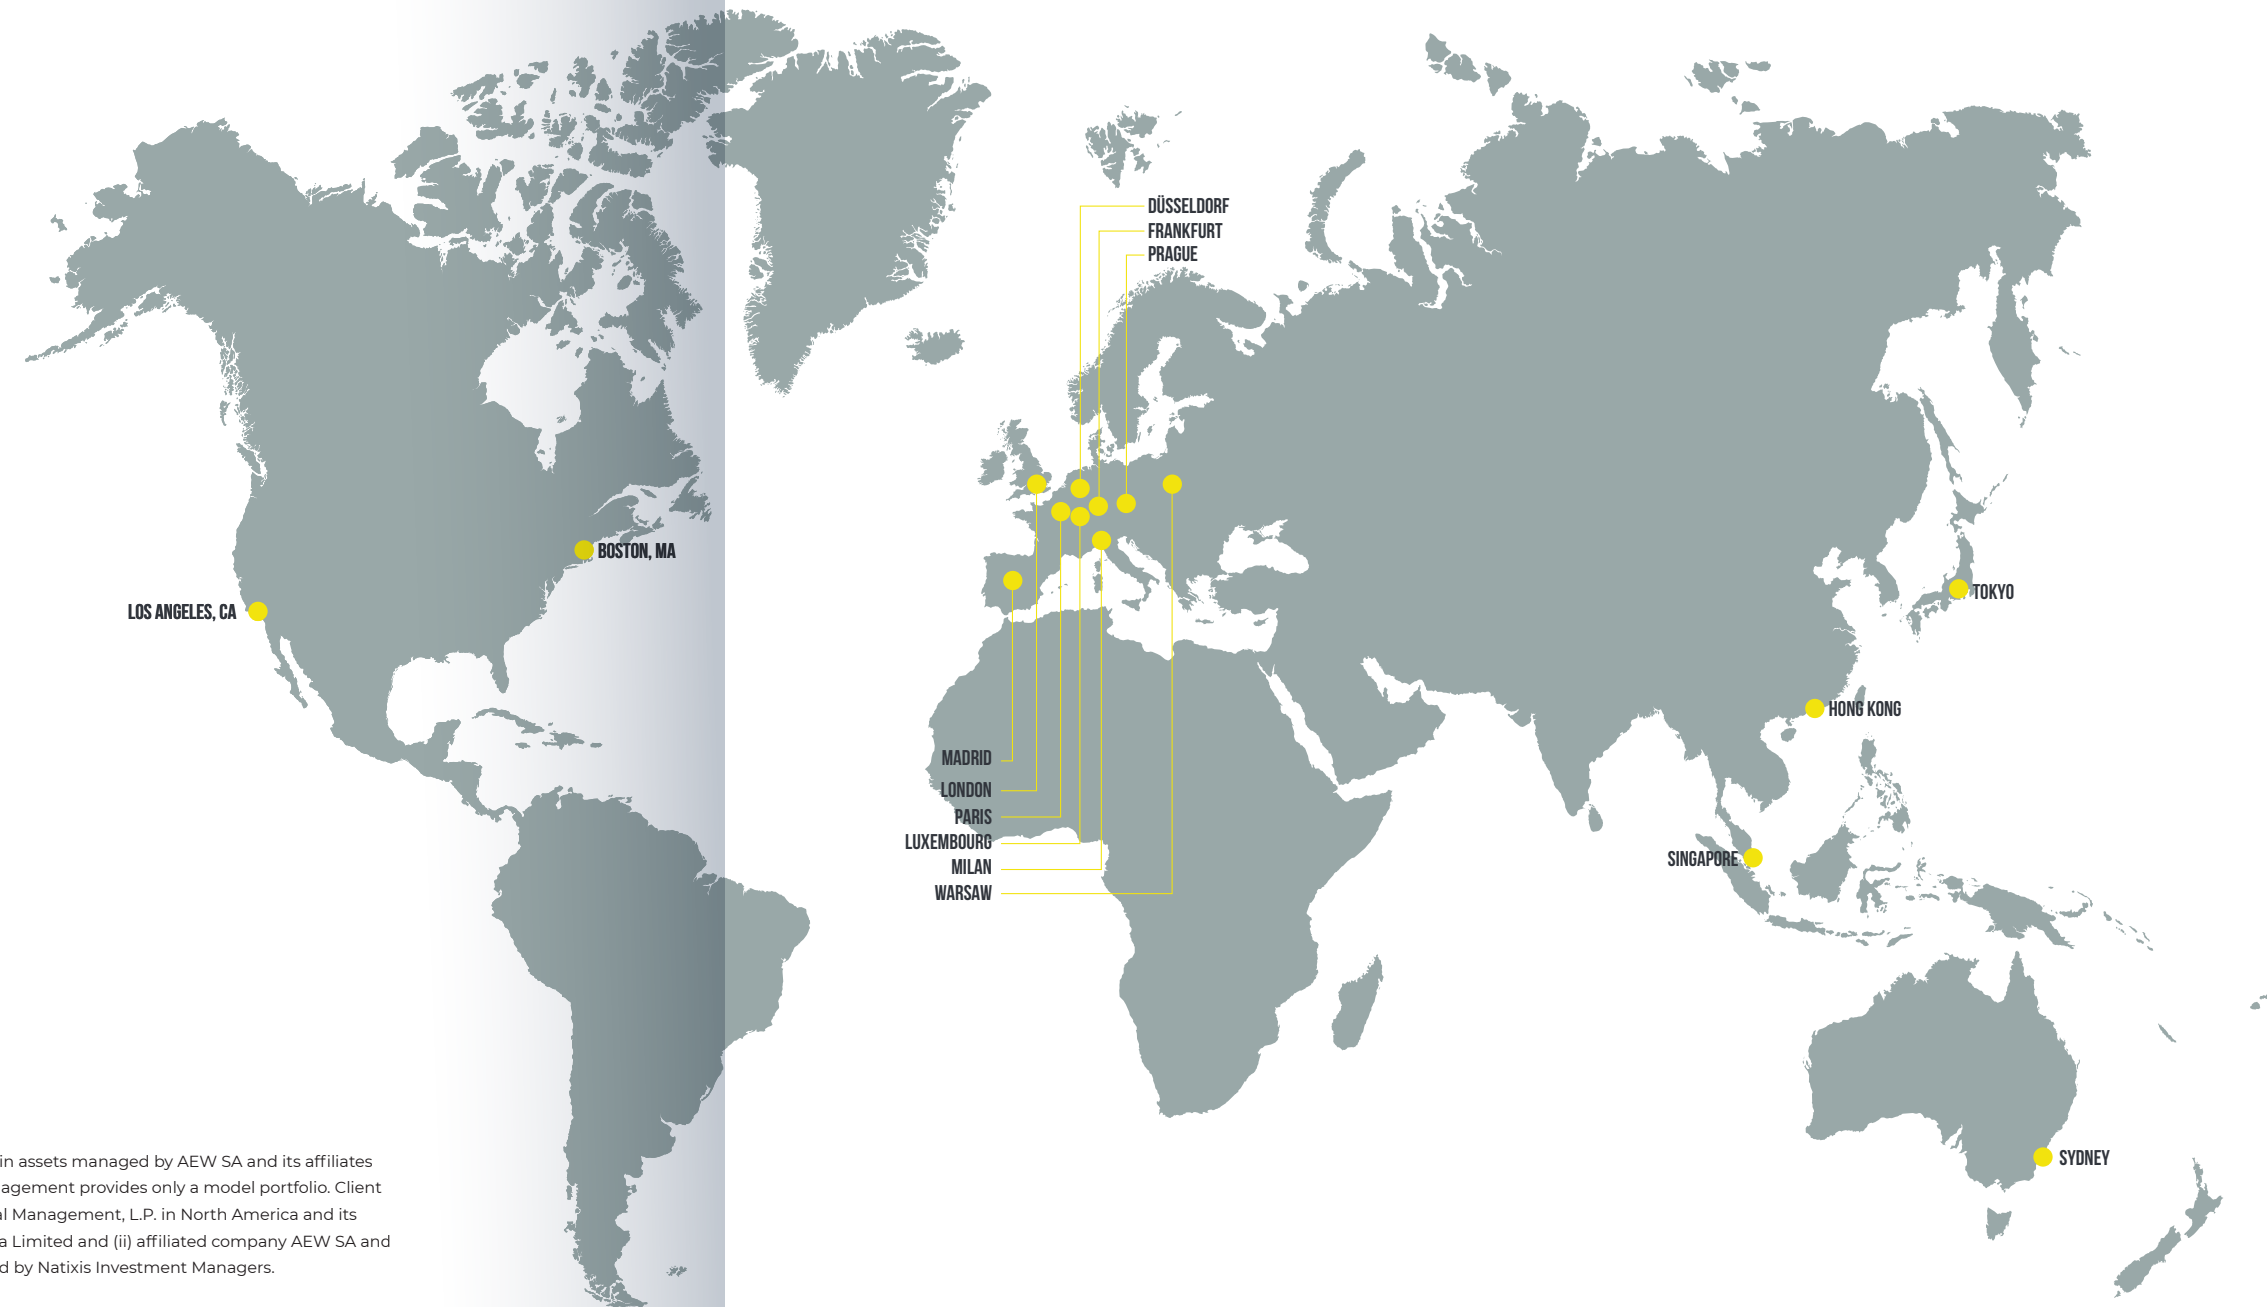 DÜSSELDORF
FRANKFURT
PRAGUE
BOSTON, MA
LOS ANGELES, CA
TOKYO
HONG KONG
MADRID
LONDON
PARIS
LUXEMBOURG
MILAN
WARSAW
SINGAPORE
SYDNEY
in assets managed by AEW SA and its affiliates
agement provides only a model portfolio. Client
al Management, L.P. in North America and its
a Limited and (ii) affiliated company AEW SA and
d by Natixis Investment Managers.